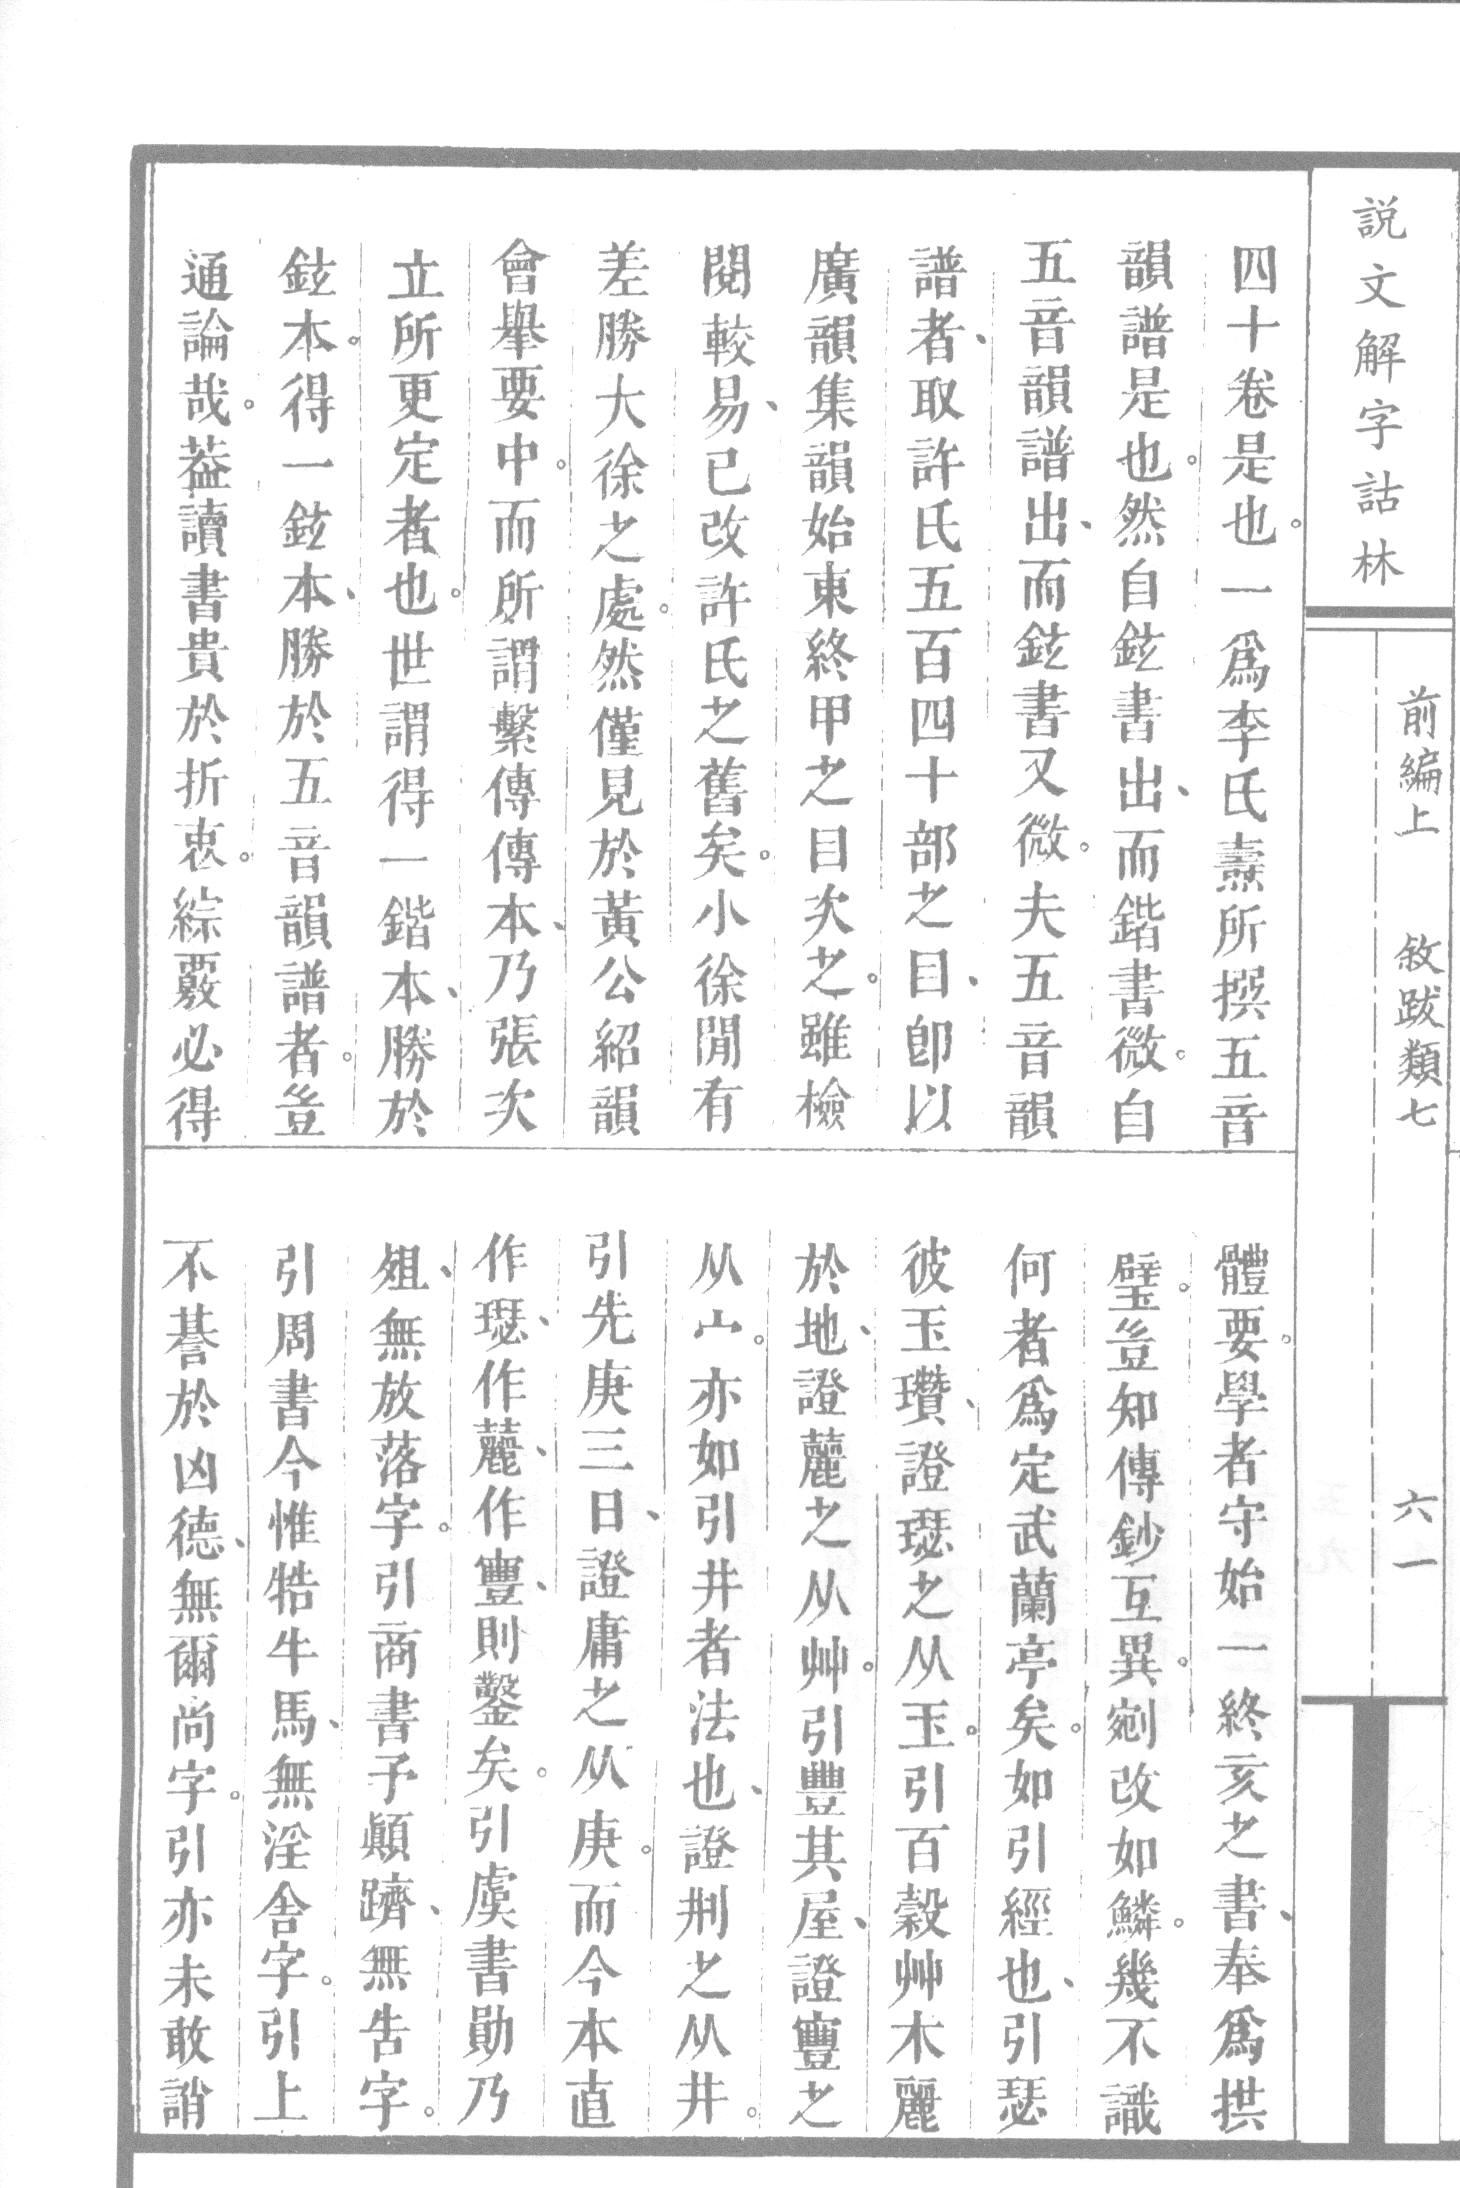 説文解字詁林
前編上 敘跋類七
六一
四十卷是也。一爲李氏燾所撰五音
韻譜是也。然自鉉書出、而鍇書微。自
五音韻譜出、而鉉書又微。夫五音韻
譜者、取許氏五百四十部之目、卽以
廣韻集韻始東終甲之目次之。雖檢
閱較易、已改許氏之舊矣。小徐閒有
差勝大徐之處。然僅見於黃公紹韻
會舉要中。而所謂繫傳傳本、乃張次
立所更定者也。世謂得一鍇本、勝於
鉉本。得一鉉本、勝於五音韻譜者。豈
通論哉。葢讀書貴於折衷。綜覈必得
體要。學者守始一終亥之書、奉爲拱
璧。豈知傳鈔互異。剜改如鱗。幾不識
何者爲定武蘭亭矣。如引經也、引瑟
彼玉瓚、證璱之从玉。引百穀艸木麗
於地、證䕻之从艸。引豐其屋、證寷之
从宀。亦如引井者法也、證荆之从井。
引先庚三日、證庸之从庚。而今本直
作璱、作䕻、作寷、則鑿矣。引虞書勛乃
殂、無放落字。引商書予顚躋、無告字。
引周書今惟牿牛馬、無淫舍字。引上
不諅於凶德、無爾尚字。引亦未敢誚